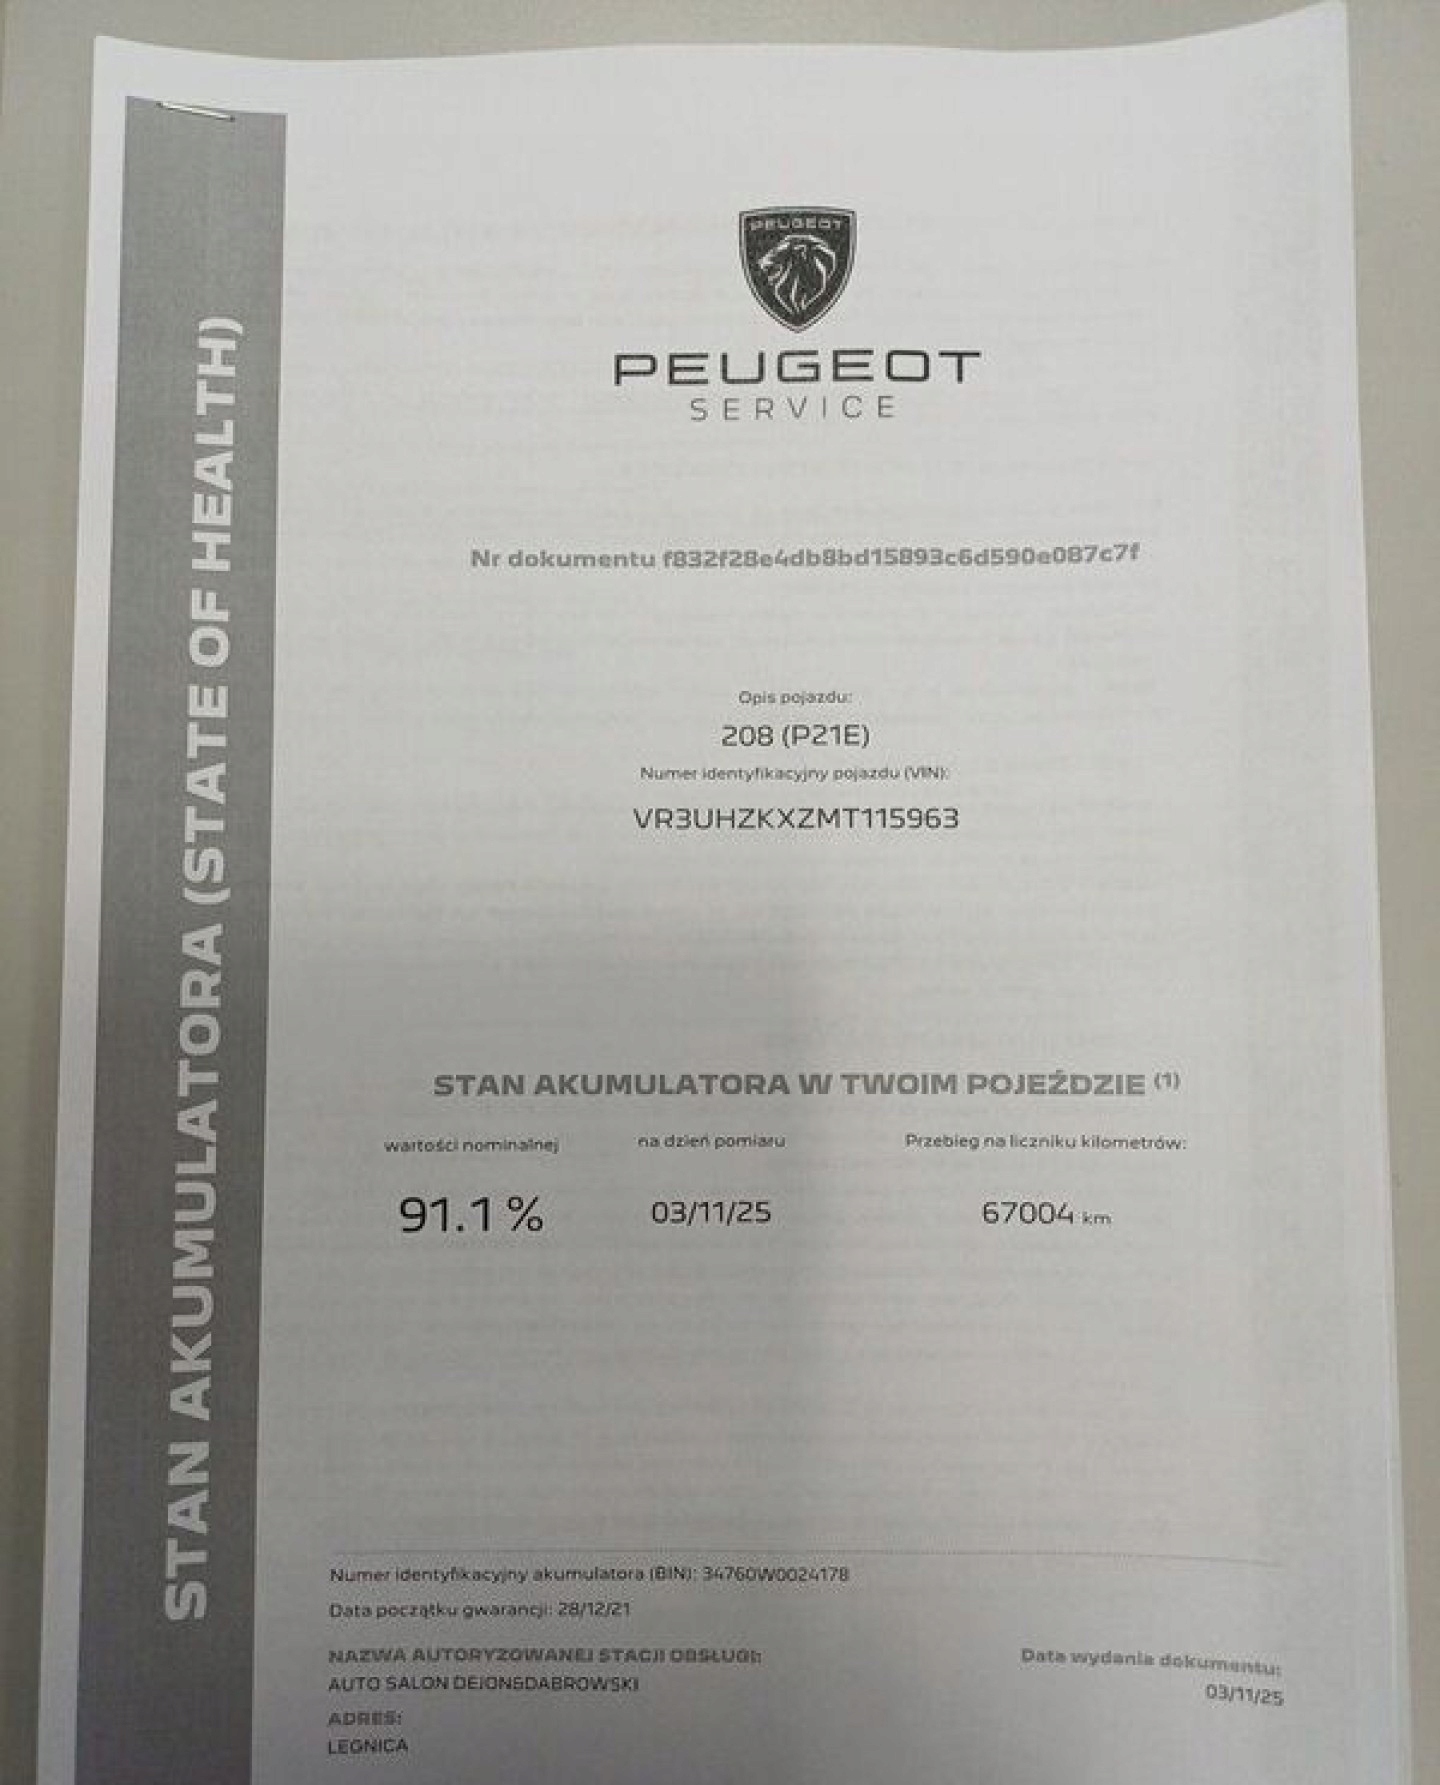 STAN AKUMULATORA (STATE OF HEALTH)
PEUGEOT
PEUGEOT
SERVICE
Nr dokumentu f832f28e4db8bd15893c6d590e087c7f
Opis pojazdu:
208 (P21E)
Numer identyfikacyjny pojazdu (VIN):
VR3UHZKXZMT115963
STAN AKUMULATORA W TWOIM POJEŹDZIE (1)
wartości nominalnej na dzień pomiaru Przebieg na liczniku kilometrów:
91.1 % 03/11/25 67004 km
Numer identyfikacyjny akumulatora (BIN): 34760W0024178
Data początku gwarancji: 28/12/21
NAZWA AUTORYZOWANEJ STACJI OBSŁUGI: Data wydania dokumentu:
AUTO SALON DEJON&DABROWSKI 03/11/25
ADRES:
LEGNICA